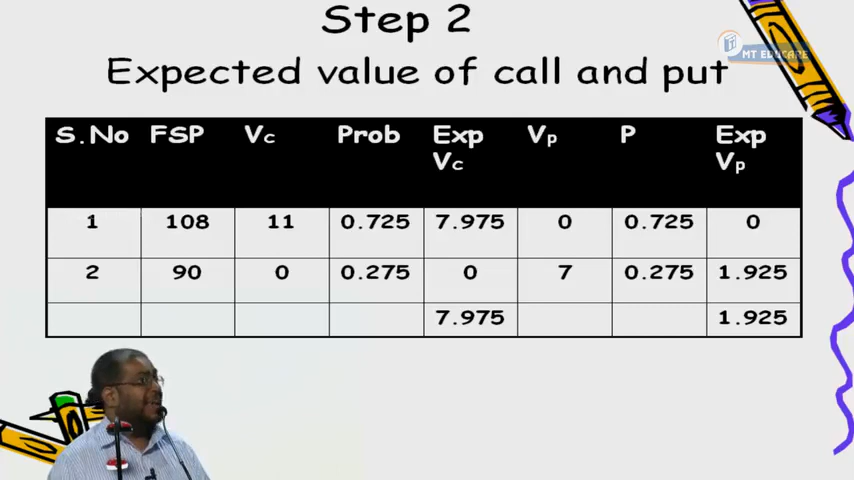 Step 2
MT EDUCARE
Expected value of call and put
S.No FSP Vc Prob Exp Vc Vp P Exp Vp
1 108 11 0.725 7.975 0 0.725 0
2 90 0 0.275 0 7 0.275 1.925
7.975 1.925